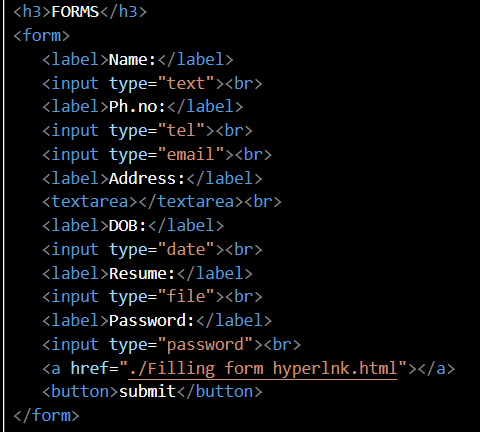 <h3>FORMS</h3>
<form>
<label>Name:</label>
<input type="text"><br>
<label>Ph.no:</label>
<input type="tel"><br>
<input type="email"><br>
<label>Address:</label>
<textarea></textarea><br>
<label>DOB:</label>
<input type="date"><br>
<label>Resume:</label>
<input type="file"><br>
<label>Password:</label>
<input type="password"><br>
<a href="./Filling form hyperlnk.html"></a>
<button>submit</button>
</form>